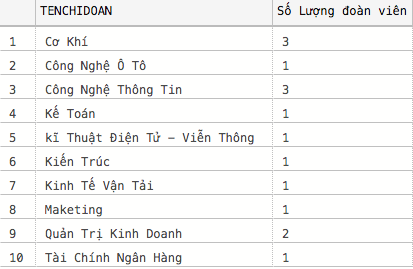 TENCHIDOAN Số Lượng đoàn viên
1 Cơ Khí 3
2 Công Nghệ Ô Tô 1
3 Công Nghệ Thông Tin 3
4 Kế Toán 1
5 kĩ Thuật Điện Tử - Viễn Thông 1
6 Kiến Trúc 1
7 Kinh Tế Vận Tải 1
8 Maketing 1
9 Quản Trị Kinh Doanh 2
10 Tài Chính Ngân Hàng 1